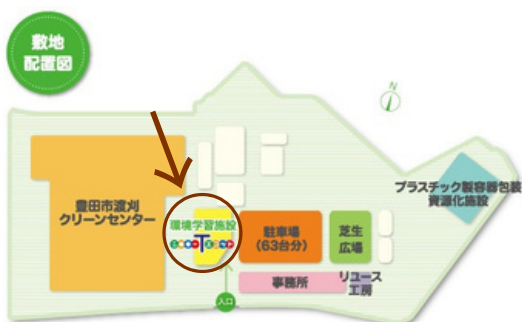 敷地
配置図
N
豊田市渡刈
クリーンセンター
環境学習施設
駐車場
(63台分)
芝生
広場
プラスチック製容器包装
資源化施設
事務所
リユース
工房
入口